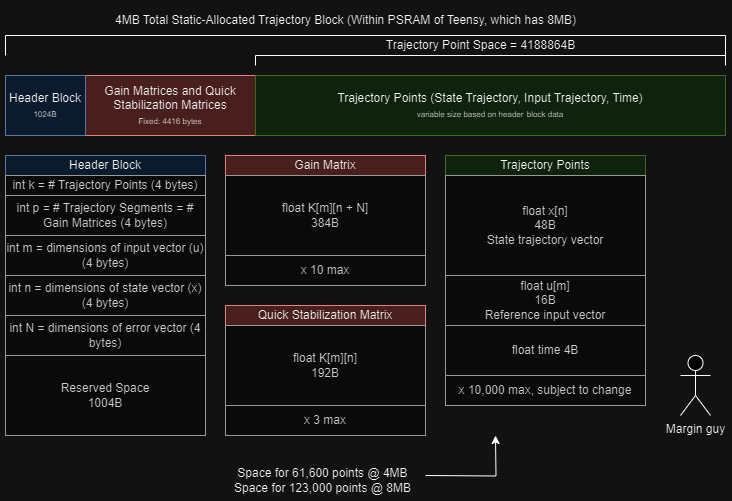 4MB Total Static-Allocated Trajectory Block (Within PSRAM of Teensy, which has 8MB)
Trajectory Point Space = 4188864B
Header Block
1024B
Gain Matrices and Quick
Stabilization Matrices
Fixed: 4416 bytes
Trajectory Points (State Trajectory, Input Trajectory, Time)
variable size based on header block data
Header Block
int k = # Trajectory Points (4 bytes)
int p = # Trajectory Segments = #
Gain Matrices (4 bytes)
int m = dimensions of input vector (u)
(4 bytes)
int n = dimensions of state vector (x)
(4 bytes)
int N = dimensions of error vector (4
bytes)
Reserved Space
1004B
Gain Matrix
float K[m][n + N]
384B
x 10 max
Quick Stabilization Matrix
float K[m][n]
192B
x 3 max
Trajectory Points
float x[n]
48B
State trajectory vector
float u[m]
16B
Reference input vector
float time 4B
x 10,000 max, subject to change
Margin guy
Space for 61,600 points @ 4MB
Space for 123,000 points @ 8MB